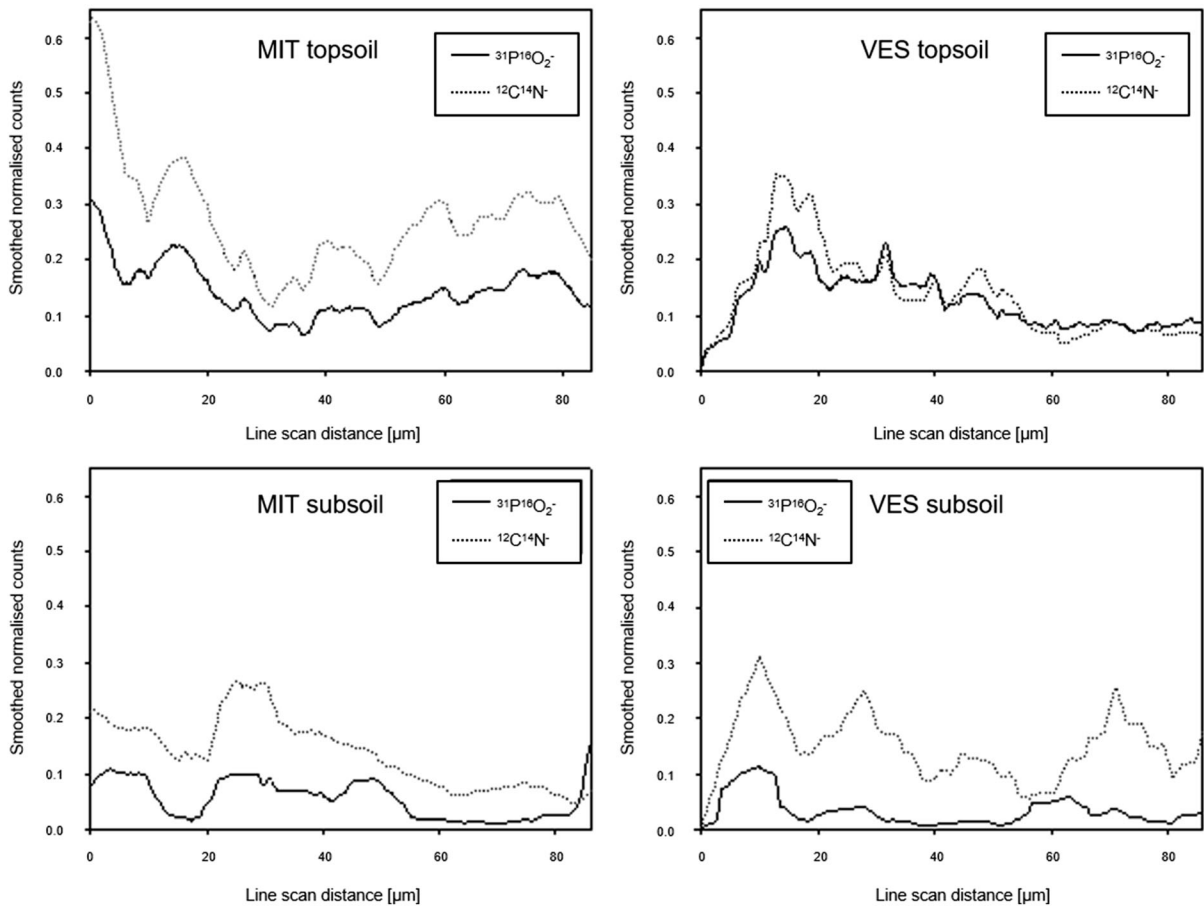 MIT topsoil
³¹P¹⁶O₂⁻
¹²C¹⁴N⁻
Smoothed normalised counts
0.6
0.5
0.4
0.3
0.2
0.1
0.0
0 20 40 60 80
Line scan distance [µm]
VES topsoil
³¹P¹⁶O₂⁻
¹²C¹⁴N⁻
Smoothed normalised counts
0.6
0.5
0.4
0.3
0.2
0.1
0.0
0 20 40 60 80
Line scan distance [µm]
MIT subsoil
³¹P¹⁶O₂⁻
¹²C¹⁴N⁻
Smoothed normalised counts
0.6
0.5
0.4
0.3
0.2
0.1
0.0
0 20 40 60 80
Line scan distance [µm]
VES subsoil
³¹P¹⁶O₂⁻
¹²C¹⁴N⁻
Smoothed normalised counts
0.6
0.5
0.4
0.3
0.2
0.1
0.0
0 20 40 60 80
Line scan distance [µm]